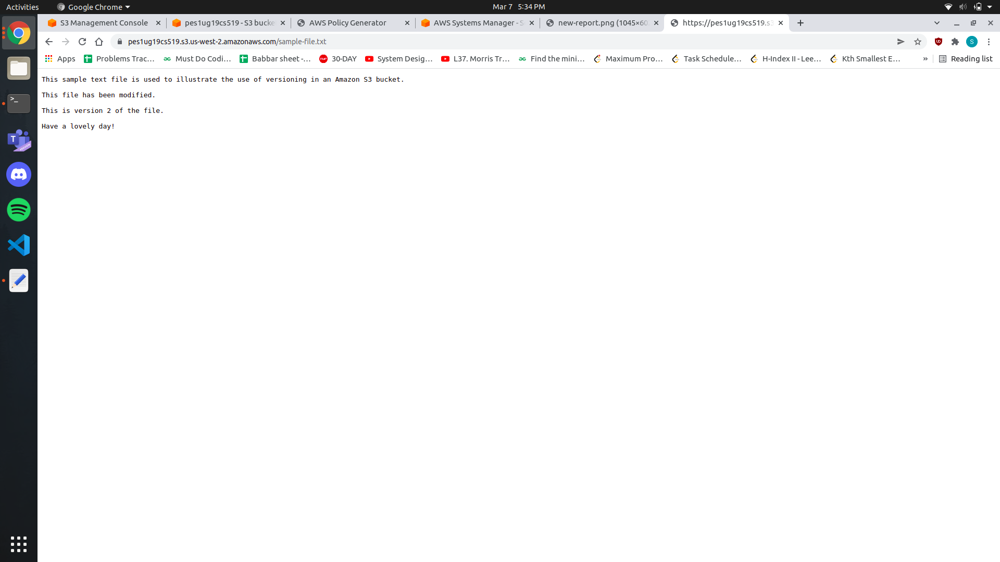 Activities Google Chrome Mar 7 5:34 PM
S3 Management Console pes1ug19cs519 - S3 bucke AWS Policy Generator AWS Systems Manager - S new-report.png (1045×60 https://pes1ug19cs519.s3
pes1ug19cs519.s3.us-west-2.amazonaws.com/sample-file.txt S
Apps Problems Trac... Must Do Codi... Babbar sheet -... 30-DAY System Desig... L37. Morris Tr... Find the mini... Maximum Pro... Task Schedule... H-Index II - Lee... Kth Smallest E... » Reading list
This sample text file is used to illustrate the use of versioning in an Amazon S3 bucket.
This file has been modified.
This is version 2 of the file.
Have a lovely day!
>_
T
PREVIEW